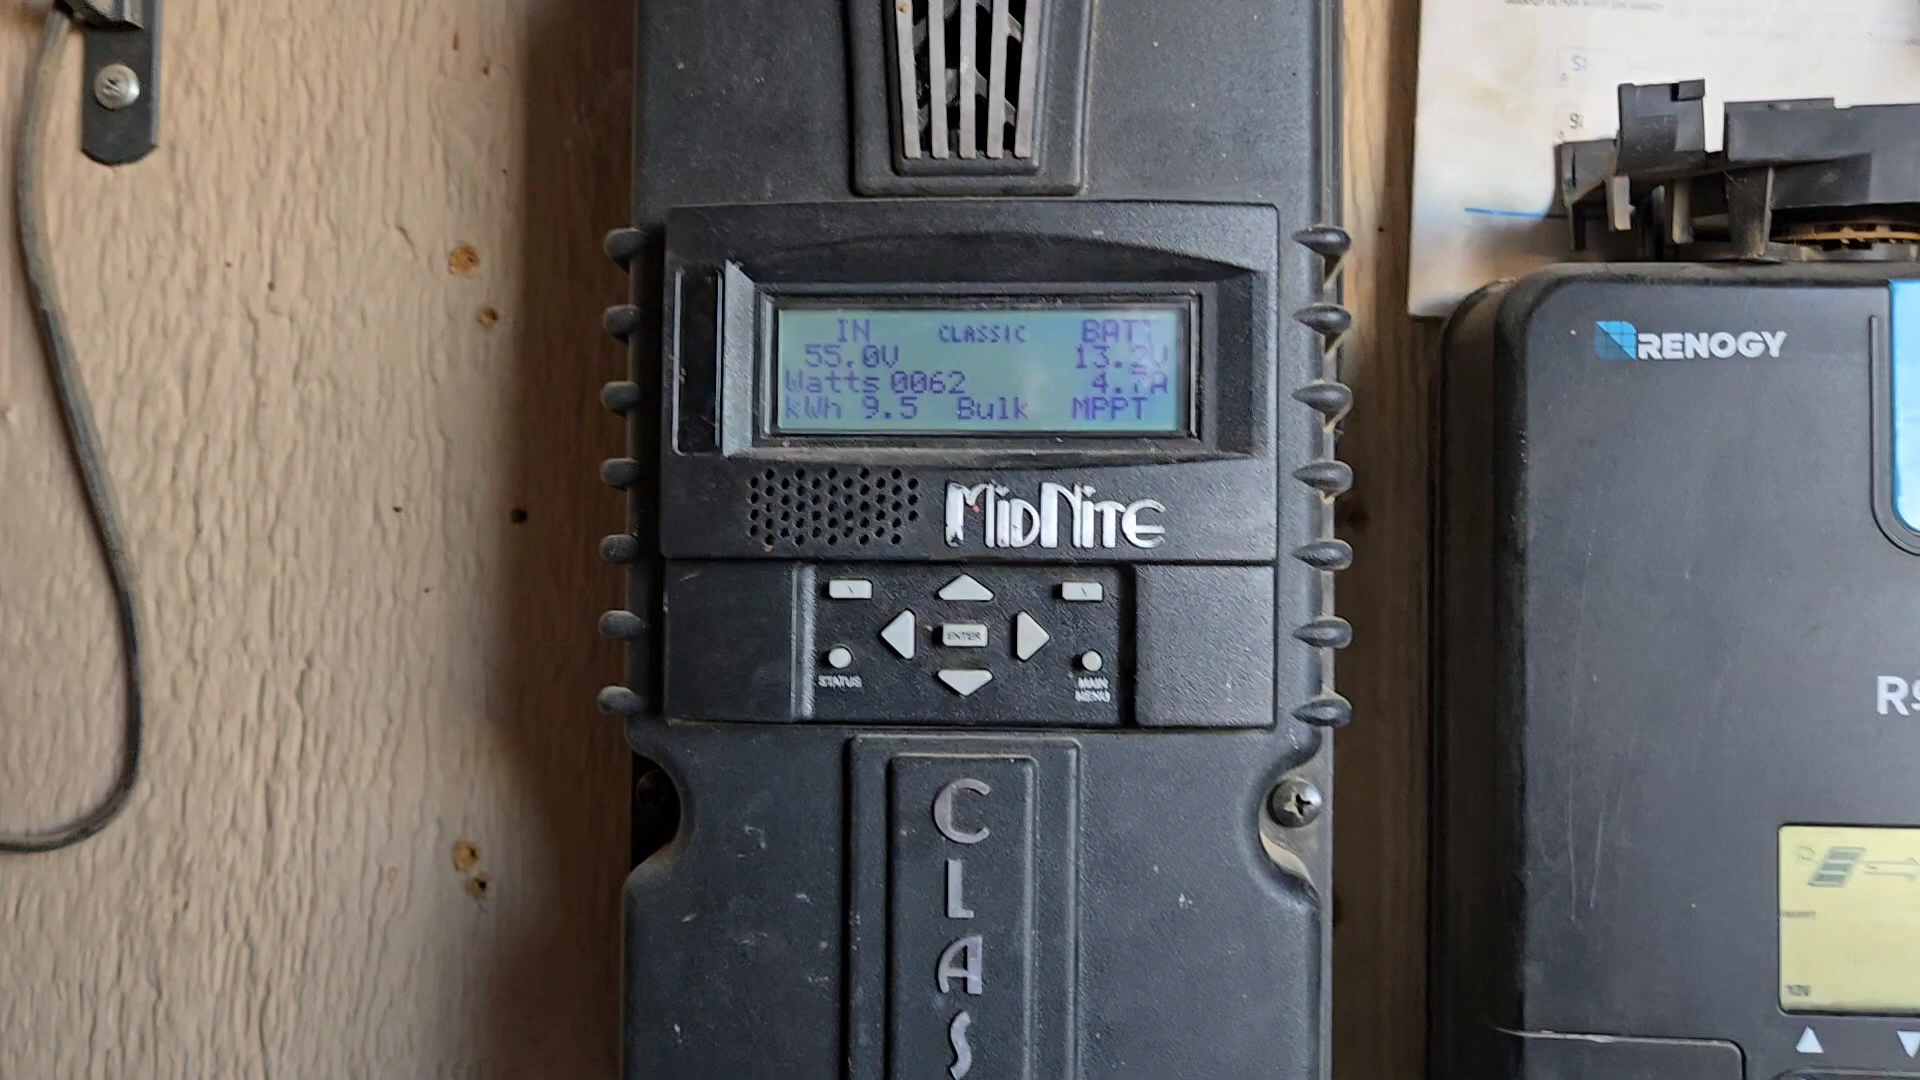 IN CLASSIC BATT
55.0V 13.2V
Watts 0062 4.7A
kWh 9.5 Bulk MPPT
MIDNITE
ENTER
STATUS
MAIN
MENU
CLAS
RENOGY
12V